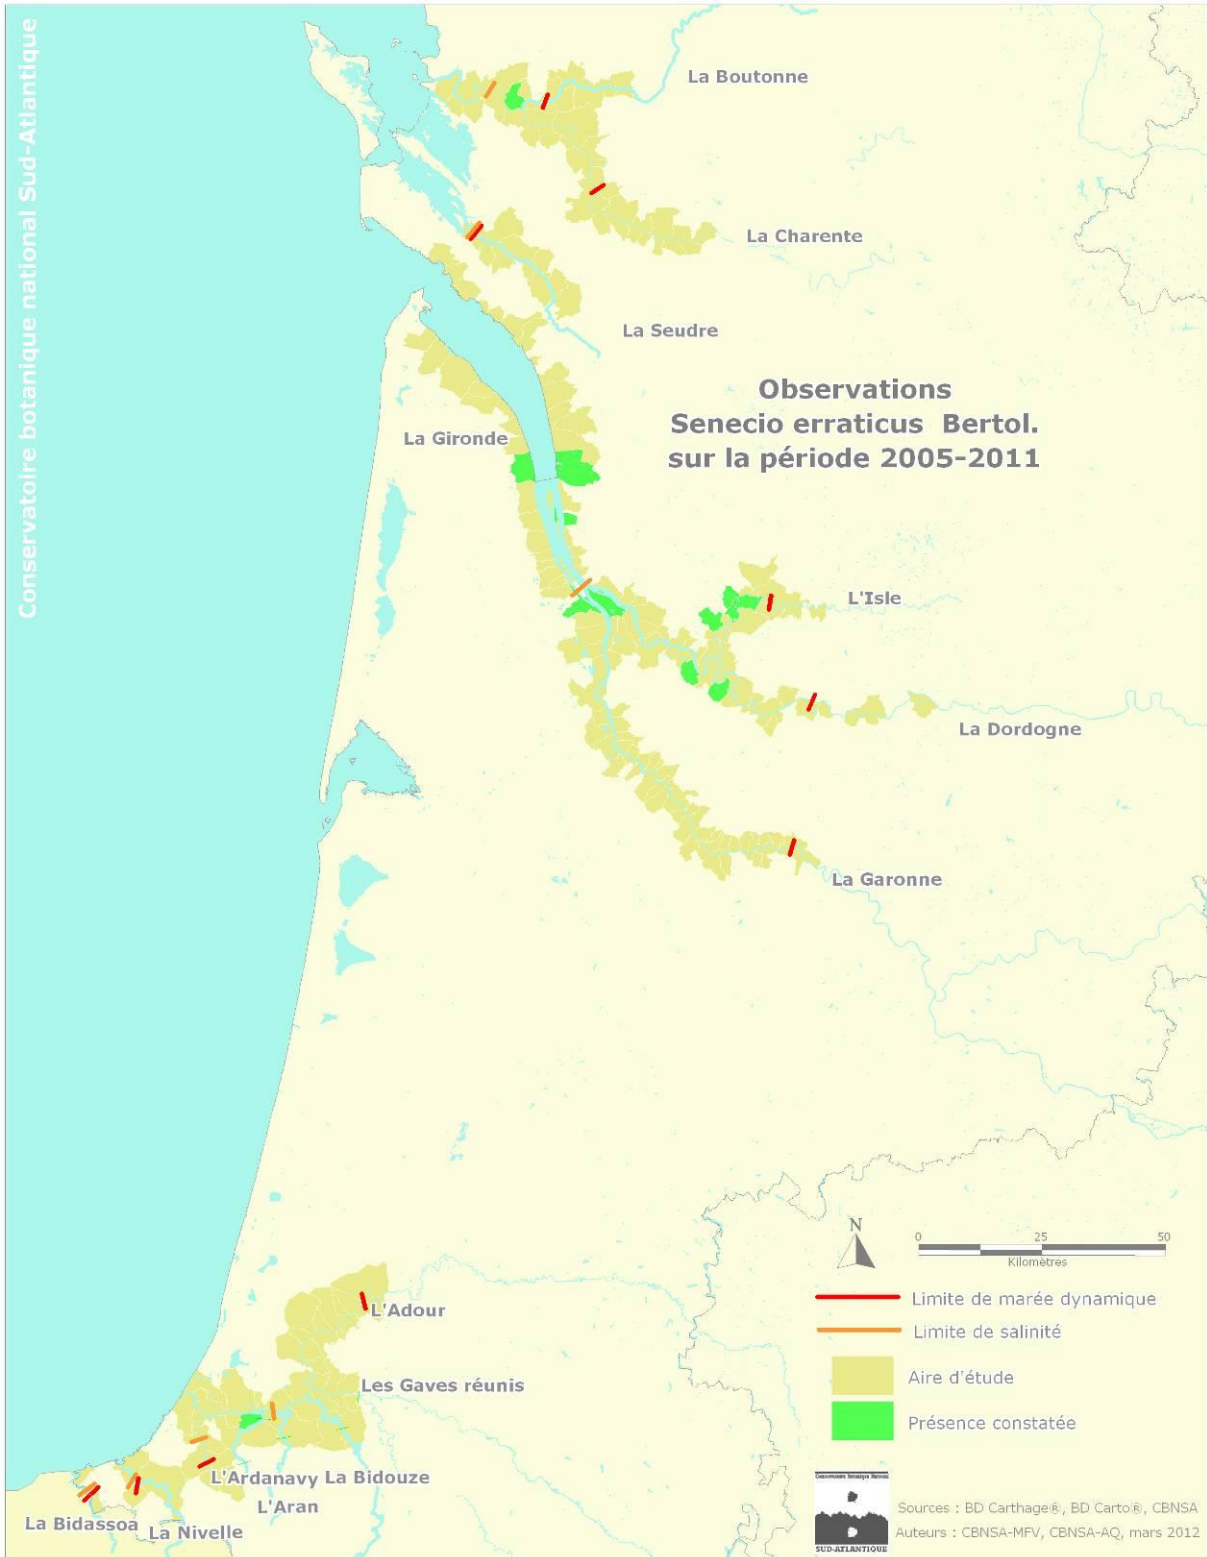 Conservatoire botanique national Sud-Atlantique
La Boutonne
La Charente
La Seudre
Observations
Senecio erraticus Bertol.
sur la période 2005-2011
La Gironde
L'Isle
La Dordogne
La Garonne
N
0 25 50
Kilomètres
Limite de marée dynamique
Limite de salinité
Aire d'étude
Présence constatée
L'Adour
Les Gaves réunis
L'Ardanavy La Bidouze
L'Aran
La Bidassoa La Nivelle
Conservatoire Botanique National
SUD-ATLANTIQUE
Sources : BD Carthage®, BD Carto®, CBNSA
Auteurs : CBNSA-MFV, CBNSA-AQ, mars 2012